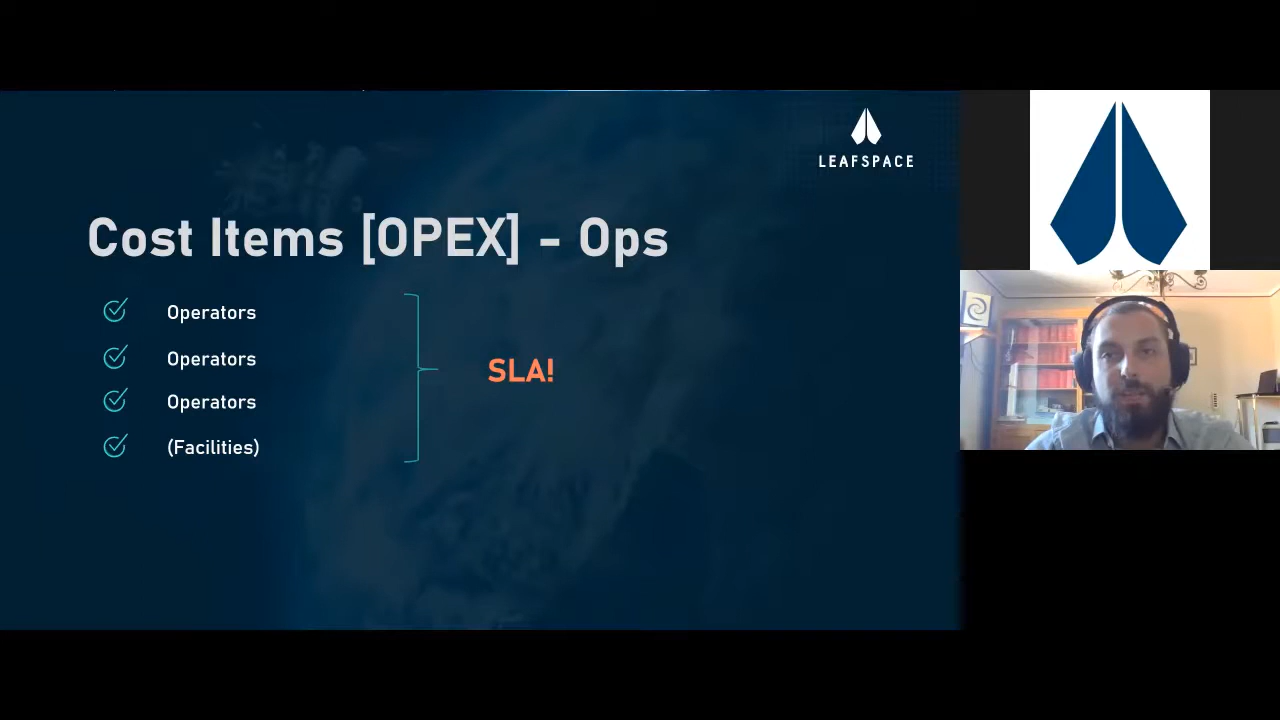 LEAFSPACE
Cost Items [OPEX] - Ops
Operators
Operators
Operators
(Facilities)
SLA!